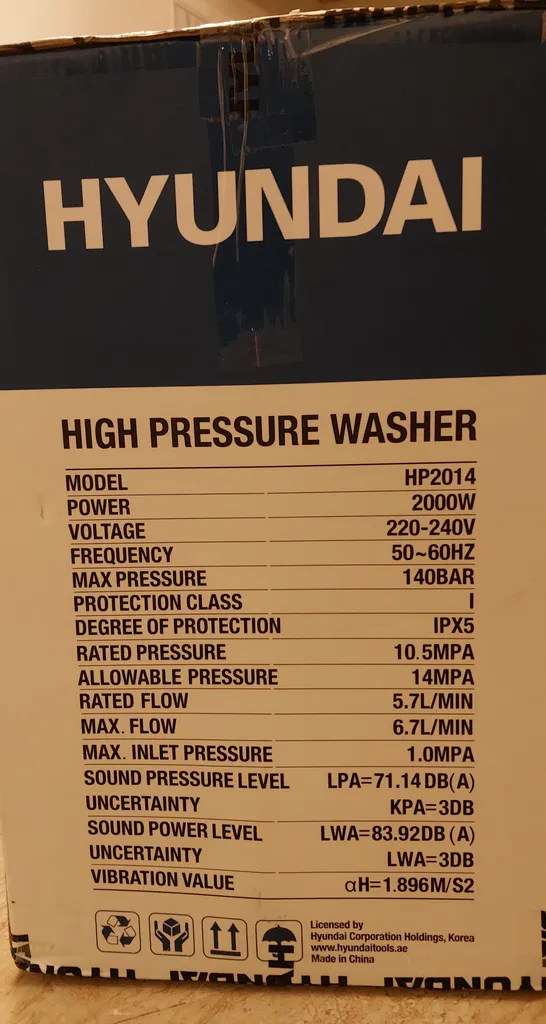 HYUNDAI
HIGH PRESSURE WASHER
MODEL HP2014
POWER 2000W
VOLTAGE 220-240V
FREQUENCY 50~60HZ
MAX PRESSURE 140BAR
PROTECTION CLASS I
DEGREE OF PROTECTION IPX5
RATED PRESSURE 10.5MPA
ALLOWABLE PRESSURE 14MPA
RATED FLOW 5.7L/MIN
MAX. FLOW 6.7L/MIN
MAX. INLET PRESSURE 1.0MPA
SOUND PRESSURE LEVEL LPA=71.14DB(A)
UNCERTAINTY KPA=3DB
SOUND POWER LEVEL LWA=83.92DB (A)
UNCERTAINTY LWA=3DB
VIBRATION VALUE αH=1.896M/S2
Licensed by
Hyundai Corporation Holdings, Korea
www.hyundaitools.ae
Made in China
HYUNDAI